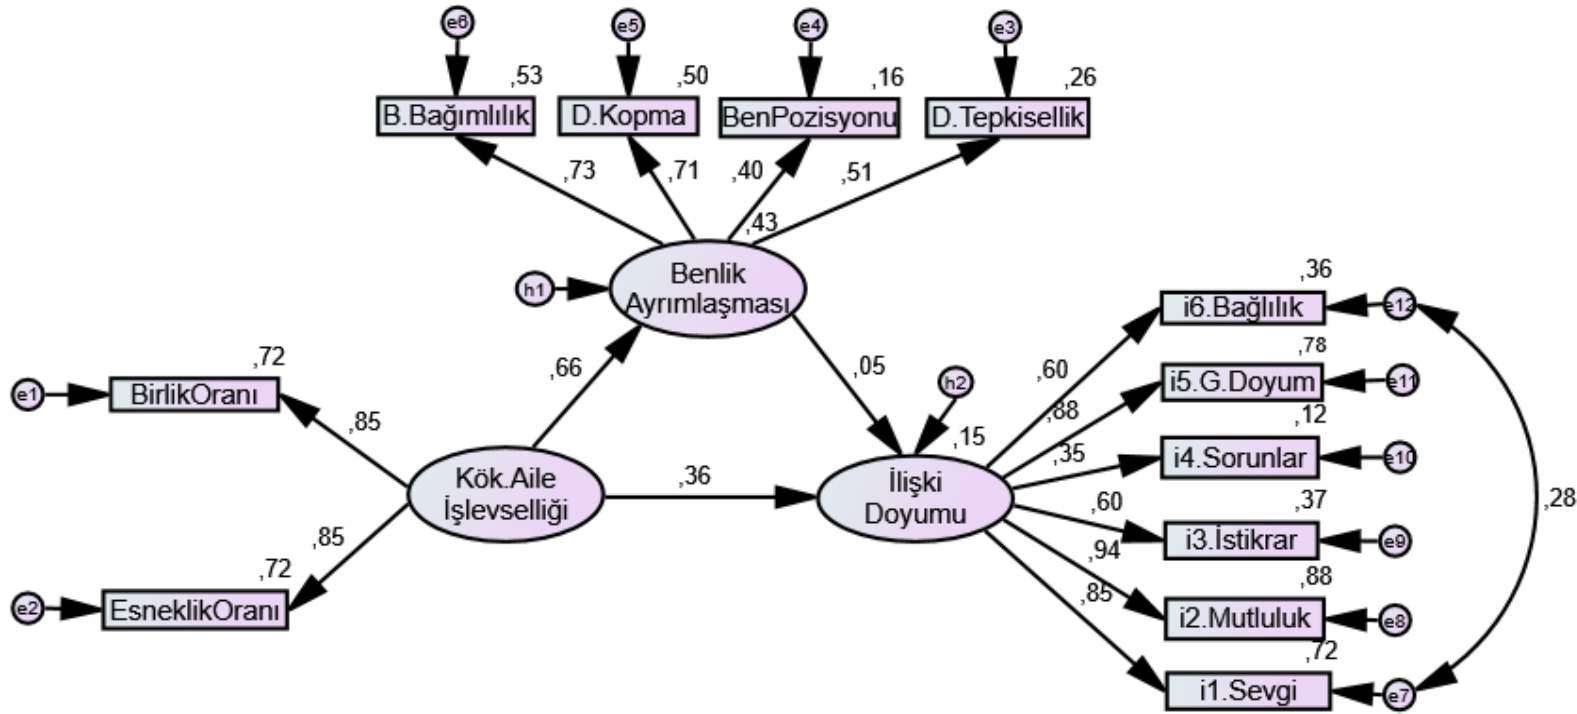 e6
e5
e4
e3
,53
,50
,16
,26
B.Bağımlılık
D.Kopma
BenPozisyonu
D.Tepkisellik
,73
,71
,40
,51
,43
h1
Benlik
Ayrımlaşması
,36
i6.Bağlılık
e12
,72
,66
,05
h2
,60
,78
e1
BirlikOranı
i5.G.Doyum
e11
,85
,88
,12
,15
Kök.Aile
İşlevselliği
,36
İlişki
Doyumu
,35
i4.Sorunlar
e10
,60
,37
,28
,85
i3.İstikrar
e9
,94
,72
,88
e2
EsneklikOranı
,85
i2.Mutluluk
e8
,72
i1.Sevgi
e7